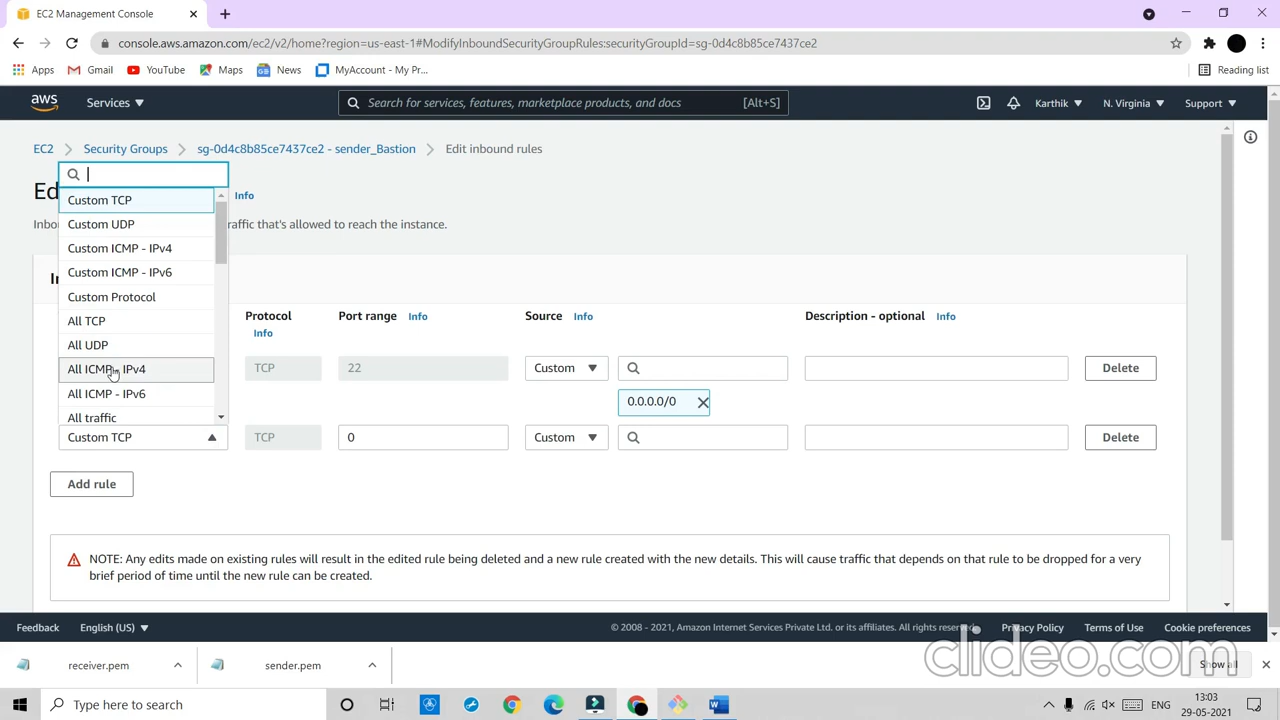 EC2 Management Console
console.aws.amazon.com/ec2/v2/home?region=us-east-1#ModifyInboundSecurityGroupRules:securityGroupId=sg-0d4c8b85ce7437ce2
Apps Gmail YouTube Maps News MyAccount - My Pr... Reading list
aws Services Search for services, features, marketplace products, and docs [Alt+S] Karthik N. Virginia Support
EC2 Security Groups sg-0d4c8b85ce7437ce2 - sender_Bastion Edit inbound rules
Ed Info
Inbou raffic that's allowed to reach the instance.
Custom TCP
Custom UDP
Custom ICMP - IPv4
Custom ICMP - IPv6
Custom Protocol
All TCP
All UDP
All ICMP - IPv4
All ICMP - IPv6
All traffic
In
Protocol Info Port range Info Source Info Description - optional Info
TCP 22 Custom Delete
0.0.0.0/0
Custom TCP TCP 0 Custom Delete
Add rule
NOTE: Any edits made on existing rules will result in the edited rule being deleted and a new rule created with the new details. This will cause traffic that depends on that rule to be dropped for a very
brief period of time until the new rule can be created.
Feedback English (US) © 2008 - 2021, Amazon Internet Services Private Ltd. or its affiliates. All rights reserved. Privacy Policy Terms of Use Cookie preferences
clideo.com
receiver.pem sender.pem Show all
Type here to search ENG 13:03
29-05-2021